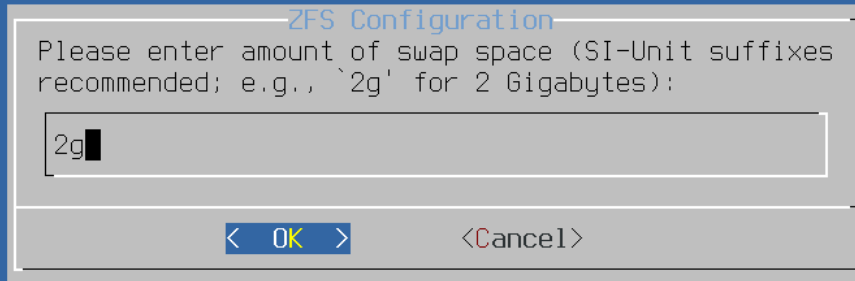 ZFS Configuration
Please enter amount of swap space (SI-Unit suffixes
recommended; e.g., `2g' for 2 Gigabytes):
2g
< OK > <Cancel>